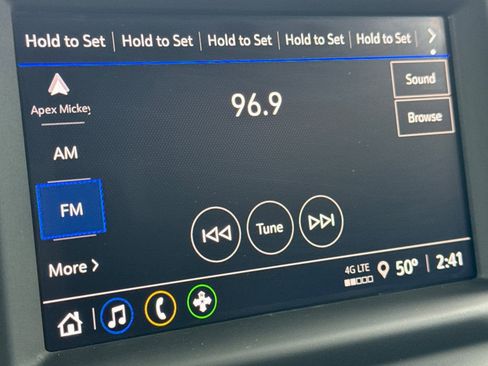 Hold to Set Hold to Set Hold to Set Hold to Set Hold to Set
Apex Mickey
96.9
Sound
Browse
AM
FM
Tune
More
4G LTE
50°
2:41